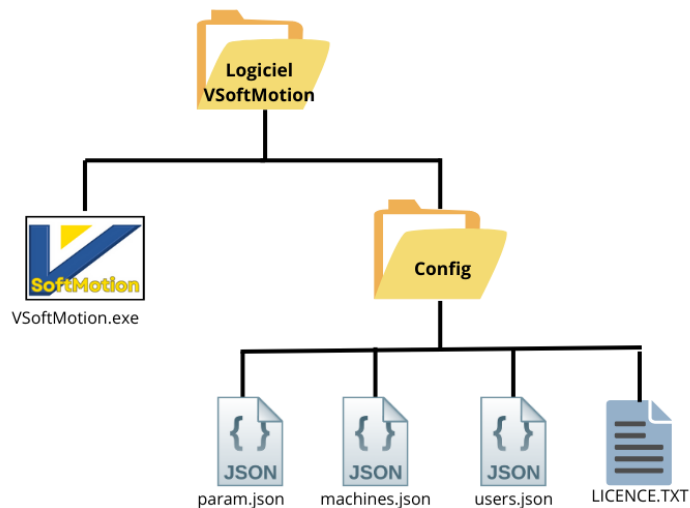 Logiciel
VSoftMotion
V
SoftMotion
VSoftMotion.exe
Config
{ }
JSON
{ }
JSON
{ }
JSON
param.json
machines.json
users.json
LICENCE.TXT